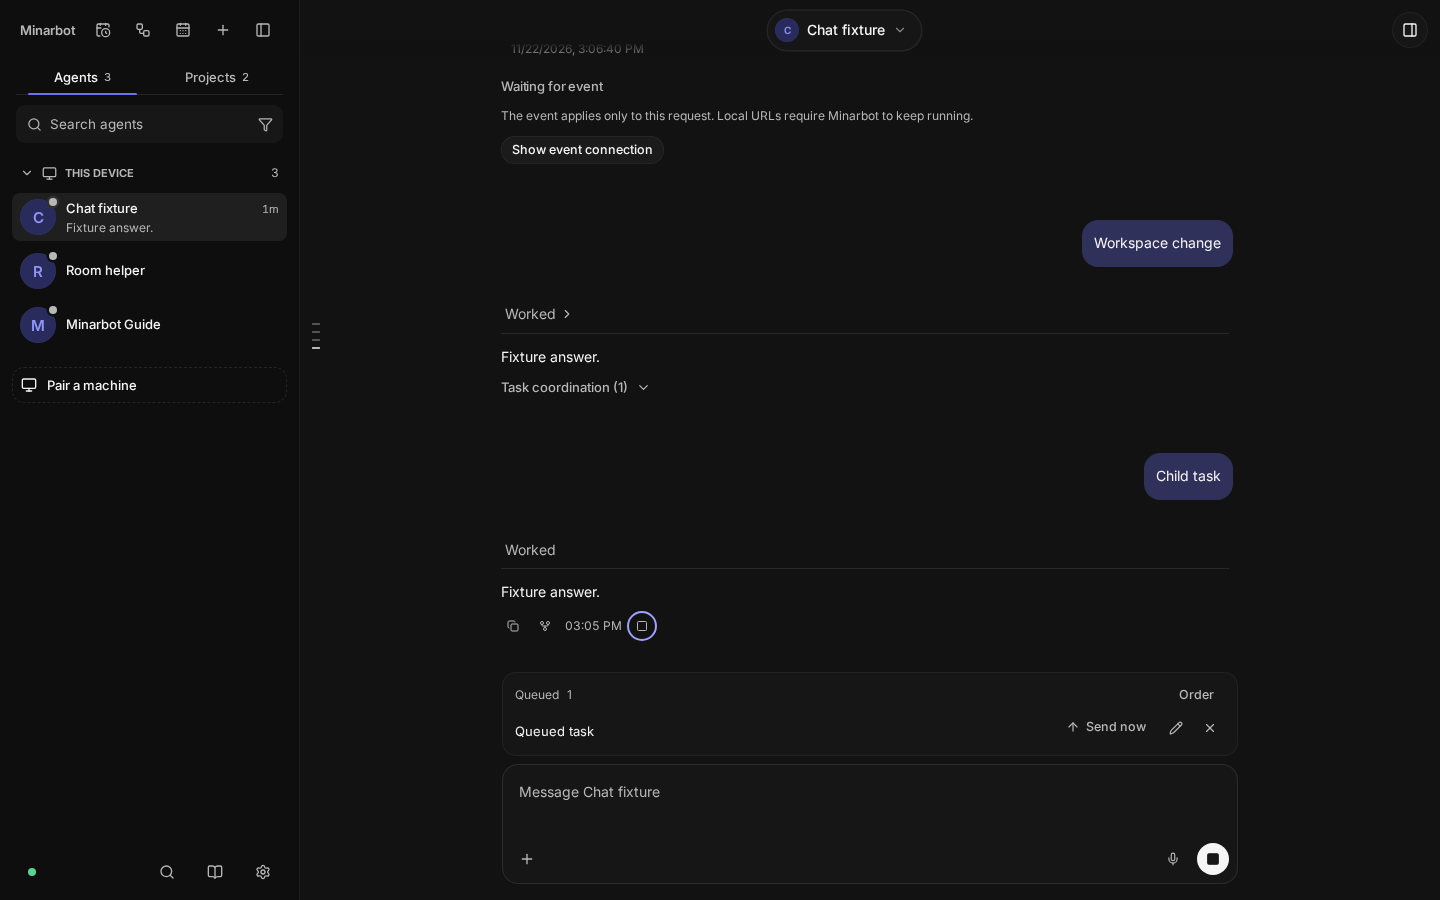 Minarbot
Agents 3
Projects 2
Search agents
THIS DEVICE 3
C
Chat fixture 1m
Fixture answer.
R
Room helper
M
Minarbot Guide
Pair a machine
C Chat fixture
11/22/2026, 3:06:40 PM
Waiting for event
The event applies only to this request. Local URLs require Minarbot to keep running.
Show event connection
Workspace change
Worked
Fixture answer.
Task coordination (1)
Child task
Worked
Fixture answer.
03:05 PM
Queued 1
Order
Queued task
Send now
Message Chat fixture